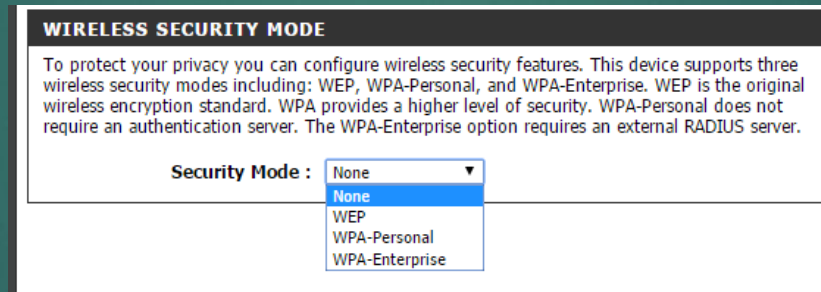 WIRELESS SECURITY MODE
To protect your privacy you can configure wireless security features. This device supports three
wireless security modes including: WEP, WPA-Personal, and WPA-Enterprise. WEP is the original
wireless encryption standard. WPA provides a higher level of security. WPA-Personal does not
require an authentication server. The WPA-Enterprise option requires an external RADIUS server.
Security Mode : None
None
WEP
WPA-Personal
WPA-Enterprise